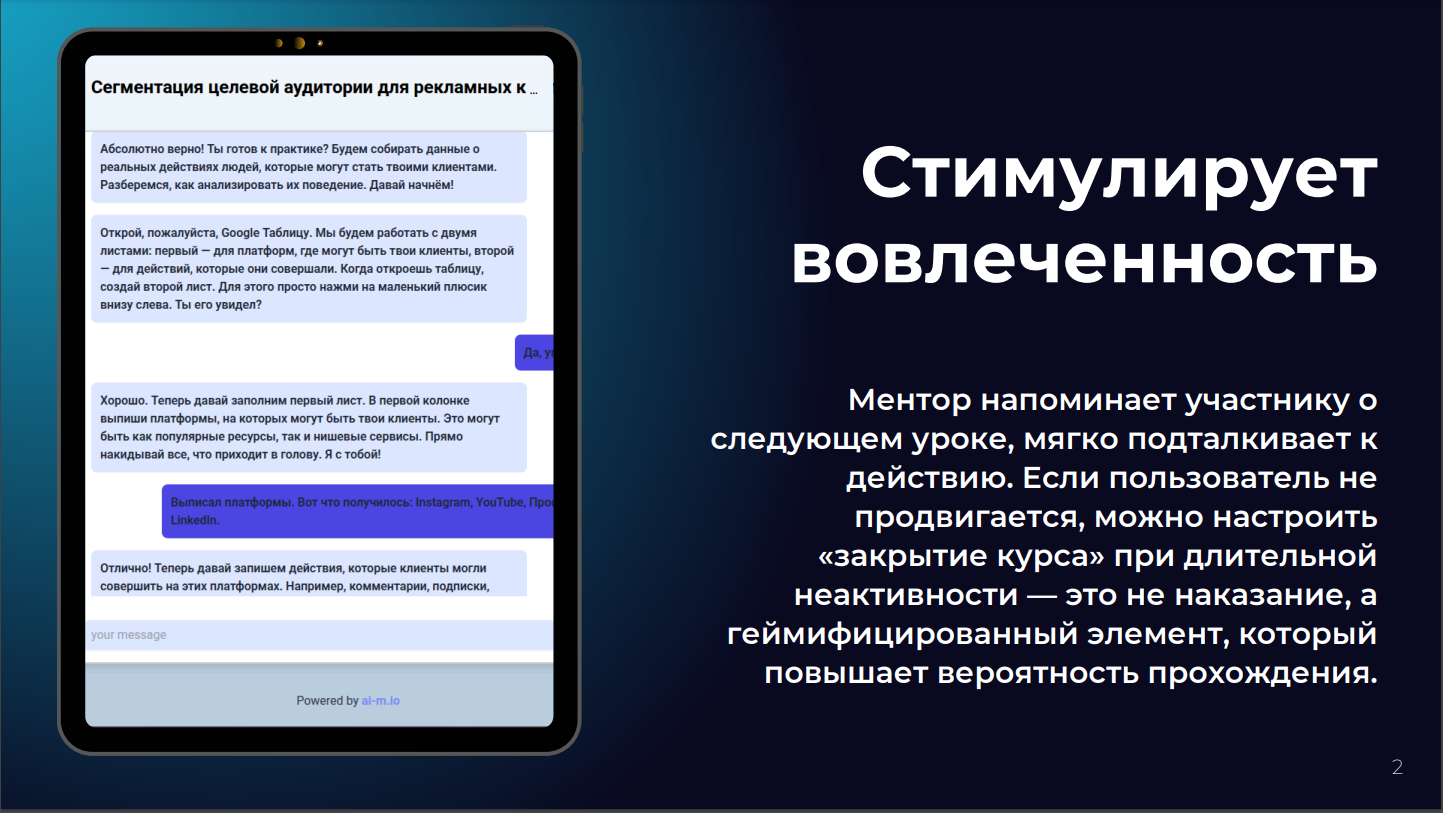 Сегментация целевой аудитории для рекламных к ...
Абсолютно верно! Ты готов к практике? Будем собирать данные о
реальных действиях людей, которые могут стать твоими клиентами.
Разберемся, как анализировать их поведение. Давай начнём!
Открой, пожалуйста, Google Таблицу. Мы будем работать с двумя
листами: первый — для платформ, где могут быть твои клиенты, второй
— для действий, которые они совершали. Когда откроешь таблицу,
создай второй лист. Для этого просто нажми на маленький плюсик
внизу слева. Ты его увидел?
Да,
Хорошо. Теперь давай заполним первый лист. В первой колонке
выпиши платформы, на которых могут быть твои клиенты. Это могут
быть как популярные ресурсы, так и нишевые сервисы. Прямо
накидывай все, что приходит в голову. Я с тобой!
Выписал платформы. Вот что получилось: Instagram, YouTube,
LinkedIn.
Отлично! Теперь давай запишем действия, которые клиенты могли
совершить на этих платформах. Например, комментарии, подписки,
your message
Powered by ai-m.io
Стимулирует
вовлеченность
Ментор напоминает участнику о
следующем уроке, мягко подталкивает к
действию. Если пользователь не
продвигается, можно настроить
«закрытие курса» при длительной
неактивности — это не наказание, а
геймифицированный элемент, который
повышает вероятность прохождения.
2